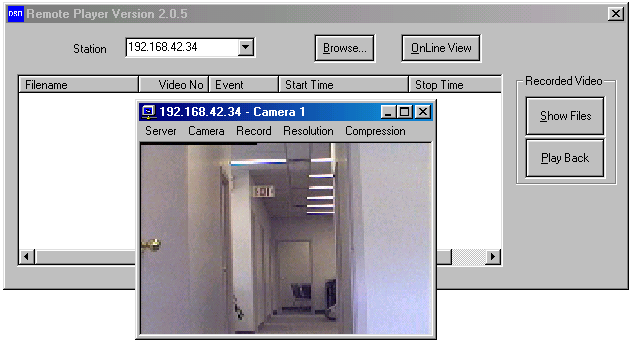 DSN Remote Player Version 2.0.5
Station 192.168.42.34 Browse... OnLine View
Filename Video No Event Start Time Stop Time
Recorded Video
Show Files
Play Back
192.168.42.34 - Camera 1
Server Camera Record Resolution Compression
EXIT